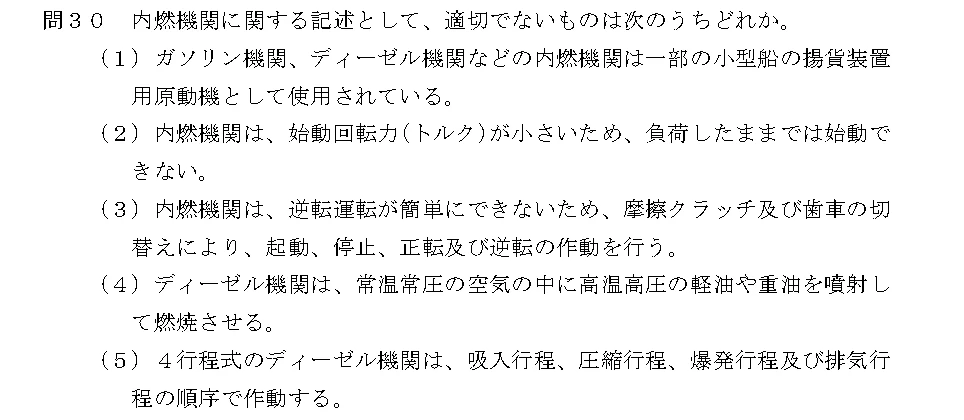 問３０　内燃機関に関する記述として、適切でないものは次のうちどれか。
（１）ガソリン機関、ディーゼル機関などの内燃機関は一部の小型船の揚貨装置
用原動機として使用されている。
（２）内燃機関は、始動回転力(トルク)が小さいため、負荷したままでは始動で
きない。
（３）内燃機関は、逆転運転が簡単にできないため、摩擦クラッチ及び歯車の切
替えにより、起動、停止、正転及び逆転の作動を行う。
（４）ディーゼル機関は、常温常圧の空気の中に高温高圧の軽油や重油を噴射し
て燃焼させる。
（５）４行程式のディーゼル機関は、吸入行程、圧縮行程、爆発行程及び排気行
程の順序で作動する。